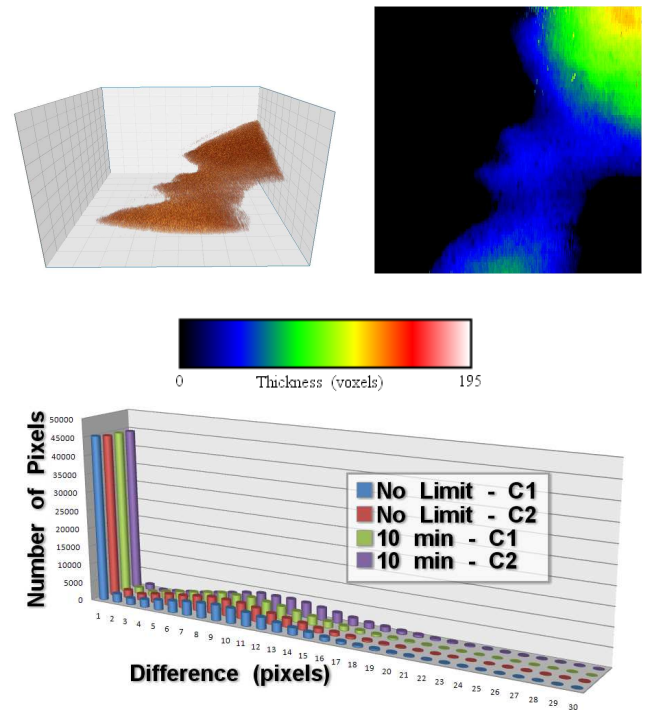 0 Thickness (voxels) 195
Number of Pixels
50000
45000
40000
35000
30000
25000
20000
15000
10000
5000
0
No Limit - C1
No Limit - C2
10 min - C1
10 min - C2
1 2 3 4 5 6 7 8 9 10 11 12 13 14 15 16 17 18 19 20 21 22 23 24 25 26 27 28 29 30
Difference (pixels)